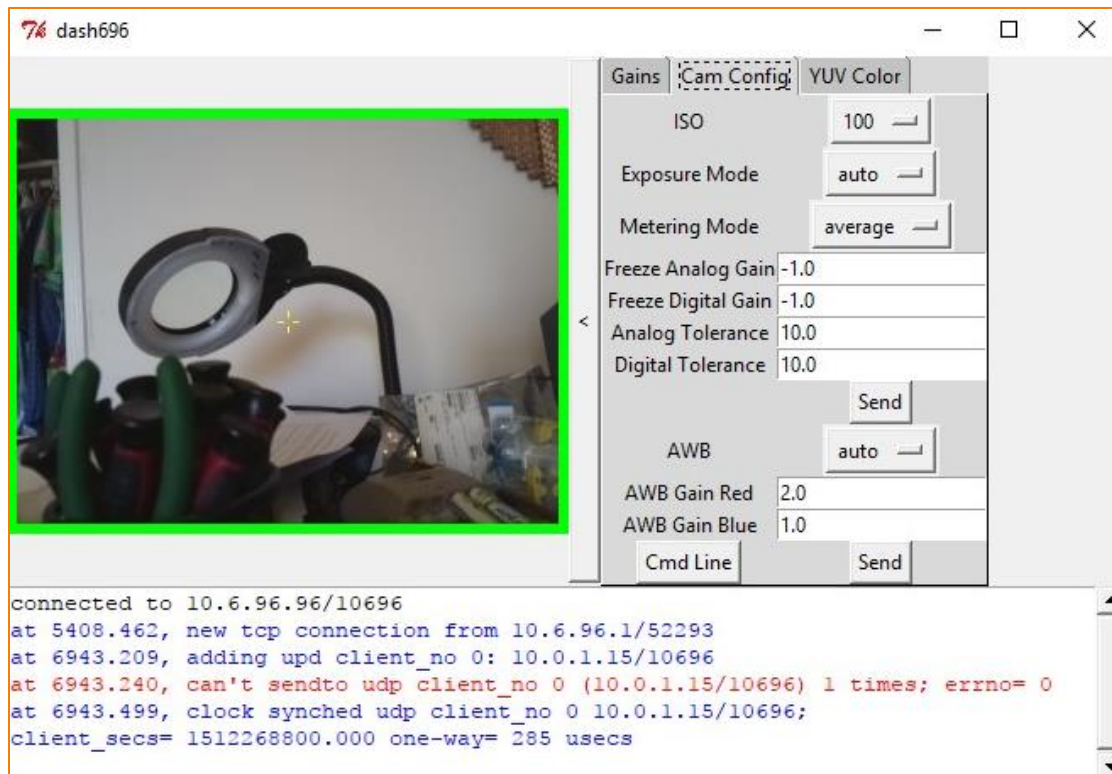 dash696
Gains Cam Config YUV Color
ISO 100
Exposure Mode auto
Metering Mode average
Freeze Analog Gain -1.0
Freeze Digital Gain -1.0
<
Analog Tolerance 10.0
Digital Tolerance 10.0
Send
AWB auto
AWB Gain Red 2.0
AWB Gain Blue 1.0
Cmd Line Send
connected to 10.6.96.96/10696
at 5408.462, new tcp connection from 10.6.96.1/52293
at 6943.209, adding upd client_no 0: 10.0.1.15/10696
at 6943.240, can't sendto udp client_no 0 (10.0.1.15/10696) 1 times; errno= 0
at 6943.499, clock synched udp client_no 0 10.0.1.15/10696;
client_secs= 1512268800.000 one-way= 285 usecs